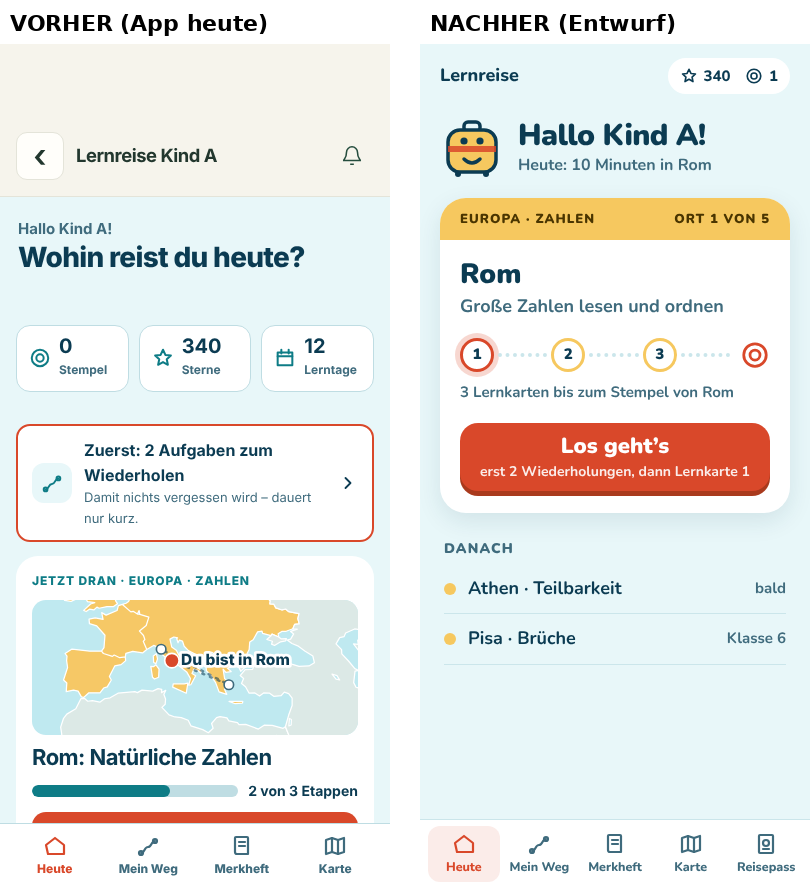 VORHER (App heute)
Lernreise Kind A
Hallo Kind A!
Wohin reist du heute?
0
Stempel
340
Sterne
12
Lerntage
Zuerst: 2 Aufgaben zum
Wiederholen
Damit nichts vergessen wird – dauert
nur kurz.
JETZT DRAN · EUROPA · ZAHLEN
Du bist in Rom
Rom: Natürliche Zahlen
2 von 3 Etappen
Heute
Mein Weg
Merkheft
Karte
NACHHER (Entwurf)
Lernreise
340
1
Hallo Kind A!
Heute: 10 Minuten in Rom
EUROPA · ZAHLEN
ORT 1 VON 5
Rom
Große Zahlen lesen und ordnen
1
2
3
3 Lernkarten bis zum Stempel von Rom
Los geht's
erst 2 Wiederholungen, dann Lernkarte 1
DANACH
Athen · Teilbarkeit
bald
Pisa · Brüche
Klasse 6
Heute
Mein Weg
Merkheft
Karte
Reisepass